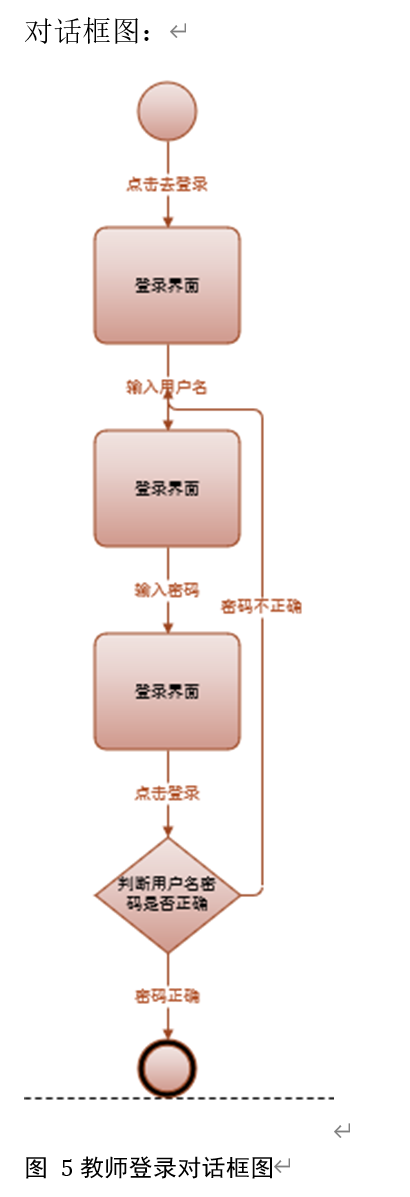 对话框图：
点击去登录
登录界面
输入用户名
登录界面
输入密码
密码不正确
登录界面
点击登录
判断用户名密
码是否正确
密码正确
图 5 教师登录对话框图